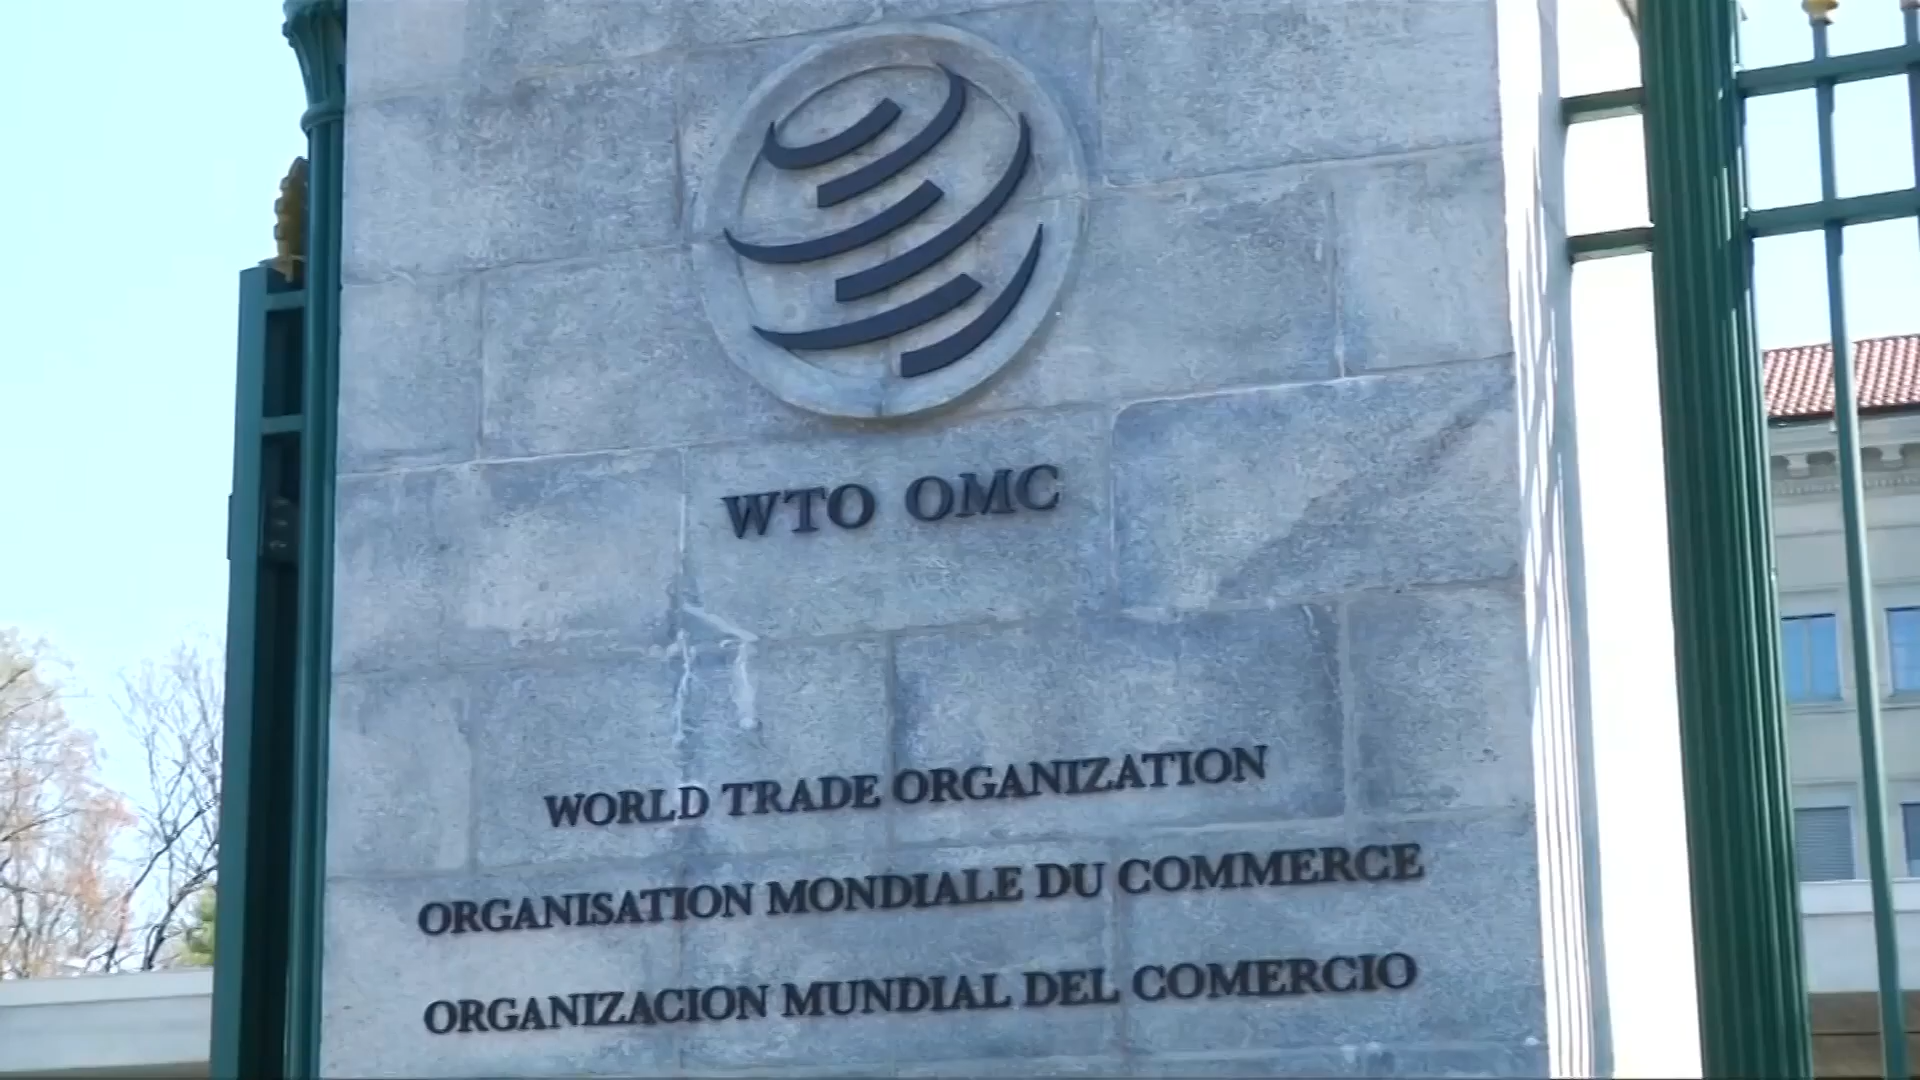 WTO OMC
WORLD TRADE ORGANIZATION
ORGANISATION MONDIALE DU COMMERCE
ORGANIZACION MUNDIAL DEL COMERCIO